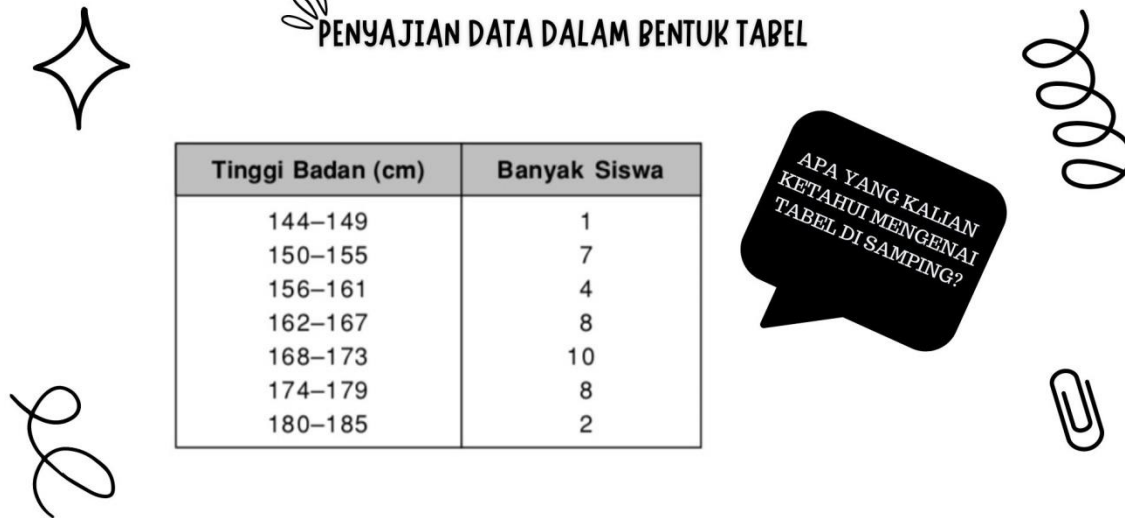 PENYAJIAN DATA DALAM BENTUK TABEL
Tinggi Badan (cm) Banyak Siswa
144–149 1
150–155 7
156–161 4
162–167 8
168–173 10
174–179 8
180–185 2
APA YANG KALIAN
KETAHUI MENGENAI
TABEL DI SAMPING?